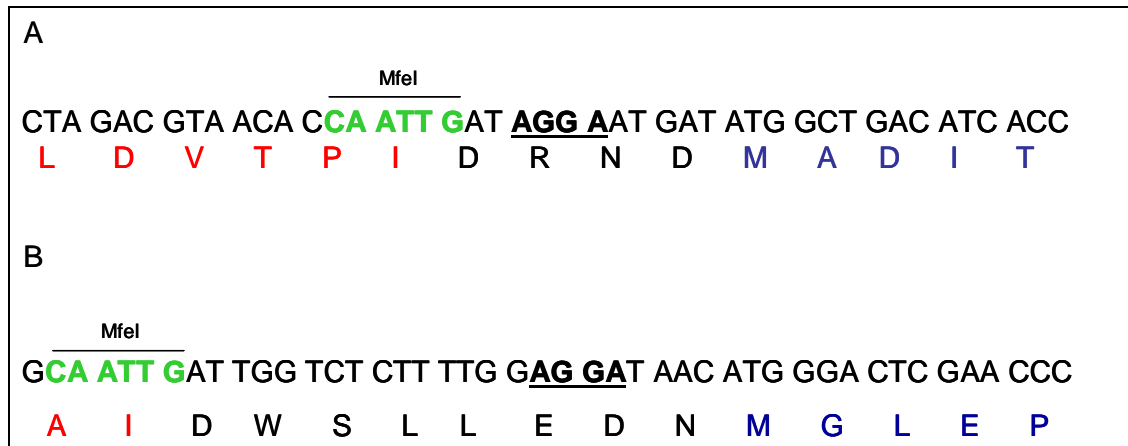 A
MfeI
CTA GAC GTA ACA CCA ATT GAT AGG AAT GAT ATG GCT GAC ATC ACC
L D V T P I D R N D M A D I T
B
MfeI
GCA ATT GAT TGG TCT CTT TTG GAG GAT AAC ATG GGA CTC GAA CCC
A I D W S L L E D N M G L E P